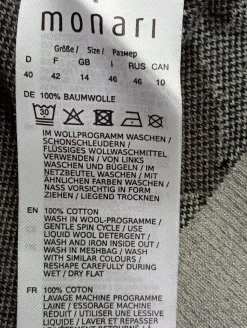 monari
Größe / Size / Размер
D F GB I RUS CAN
40 42 14 46 46 10
DE 100% BAUMWOLLE
30
IM WOLLPROGRAMM WASCHEN /
SCHONSCHLEUDERN /
FLÜSSIGES WOLLWASCHMITTEL
VERWENDEN / VON LINKS
WASCHEN UND BÜGELN / IM
NETZBEUTEL WASCHEN / MIT
ÄHNLICHEN FARBEN WASCHEN /
NASS VORSICHTIG IN FORM
ZIEHEN / LIEGEND TROCKNEN
EN 100% COTTON
WASH IN WOOL-PROGRAMME /
GENTLE SPIN CYCLE / USE
LIQUID WOOL DETERGENT /
WASH AND IRON INSIDE OUT /
WASH IN MESHBAG / WASH
WITH SIMILAR COLOURS /
RESHAPE CAREFULLY DURING
WET / DRY FLAT
FR 100% COTON
LAVAGE MACHINE PROGRAMME
LAINE / ESSORAGE MACHINE
RÉDUIT / UTILISER UNE LESSIVE
LIQUIDE / LAVER ET REPASSER